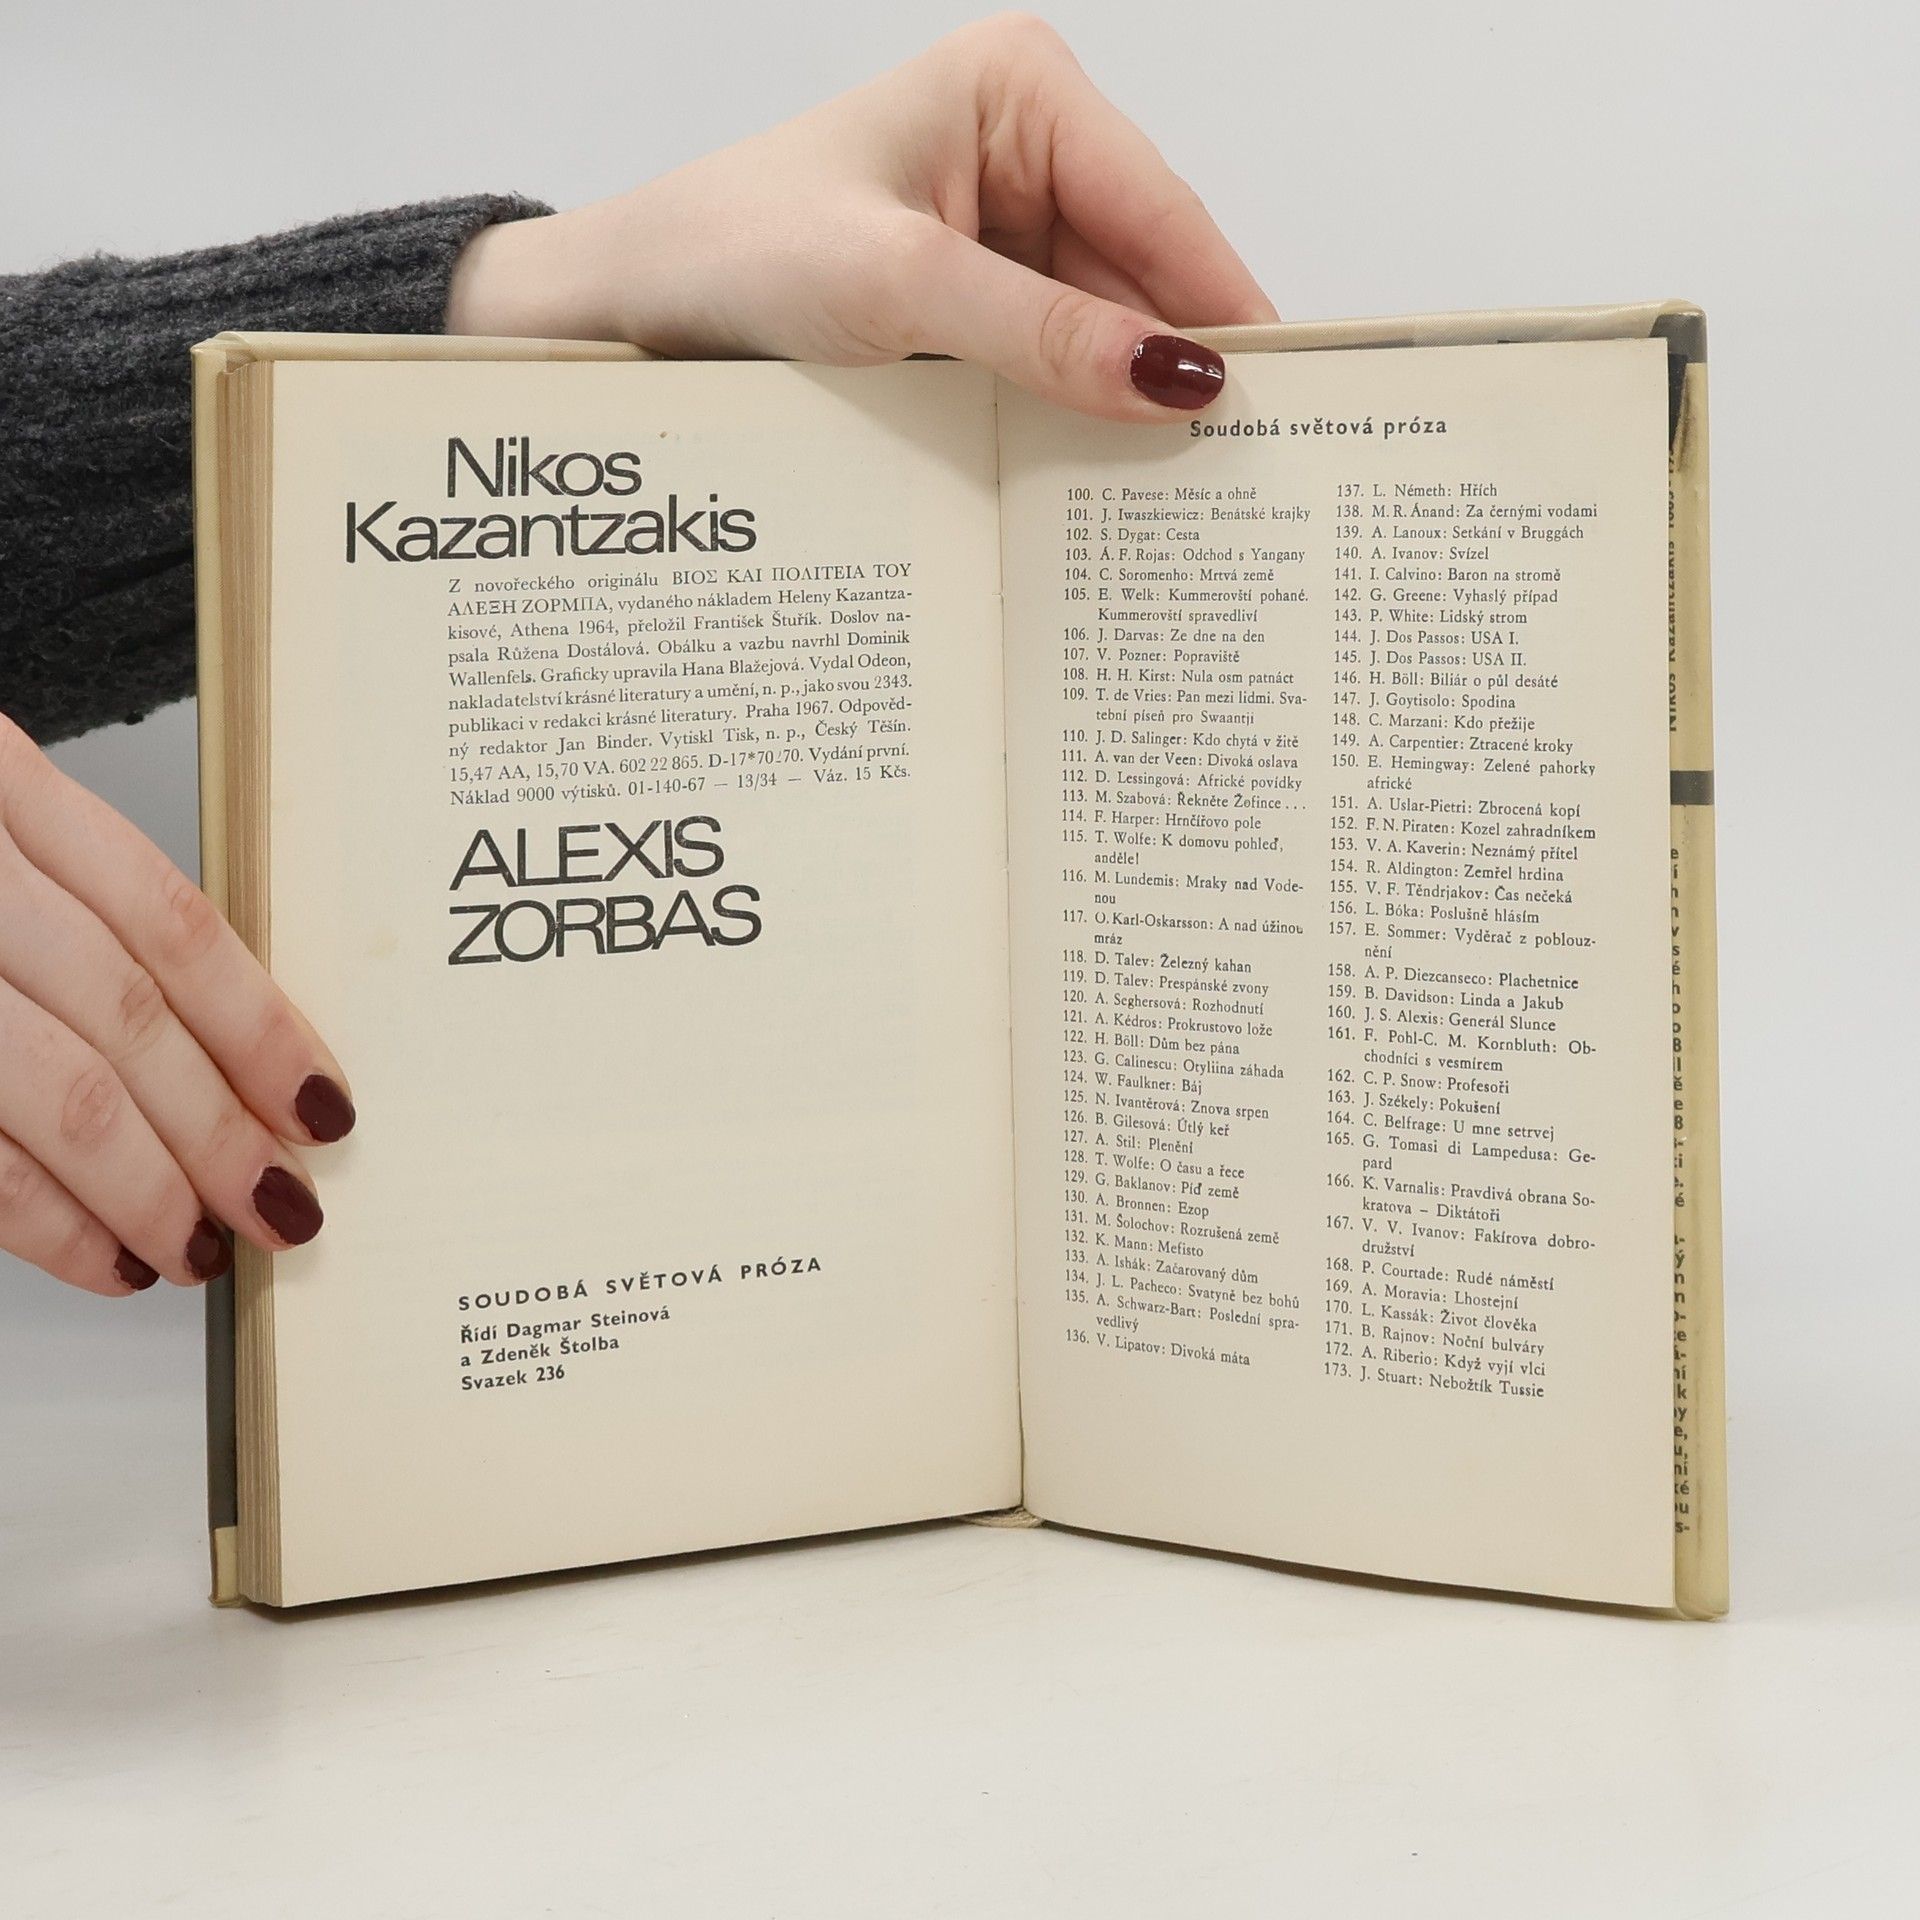 Nikos
Kazantzakis
Z novořeckého originálu ΒΙΟΣ ΚΑΙ ΠΟΛΙΤΕΙΑ ΤΟΥ
ΑΛΕΞΗ ΖΟΡΜΠΑ, vydaného nákladem Heleny Kazantza-
kisové, Athena 1964, přeložil František Štuřík. Doslov na-
psala Růžena Dostálová. Obálku a vazbu navrhl Dominik
Wallenfels. Graficky upravila Hana Blažejová. Vydal Odeon,
nakladatelství krásné literatury a umění, n. p., jako svou 2343.
publikaci v redakci krásné literatury. Praha 1967. Odpověd-
ný redaktor Jan Binder. Vytiskl Tisk, n. p., Český Těšín.
15,47 AA, 15,70 VA. 602 22 865. D-17*70270. Vydání první.
Náklad 9000 výtisků. 01-140-67 — 13/34 — Váz. 15 Kčs.
ALEXIS
ZORBAS
SOUDOBÁ SVĚTOVÁ PRÓZA
Řídí Dagmar Steinová
a Zdeněk Štolba
Svazek 236
Soudobá světová próza
100. C. Pavese: Měsíc a ohně
101. J. Iwaszkiewicz: Benátské krajky
102. S. Dygat: Cesta
103. Á. F. Rojas: Odchod s Yangany
104. C. Soromenho: Mrtvá země
105. E. Welk: Kummerovští pohané.
Kummerovští spravedliví
106. J. Darvas: Ze dne na den
107. V. Pozner: Popraviště
108. H. H. Kirst: Nula osm patnáct
109. T. de Vries: Pan mezi lidmi. Sva-
tební píseň pro Swaantji
110. J. D. Salinger: Kdo chytá v žitě
111. A. van der Veen: Divoká oslava
112. D. Lessingová: Africké povídky
113. M. Szabová: Řekněte Žofince . . .
114. F. Harper: Hrnčířovo pole
115. T. Wolfe: K domovu pohleď,
anděle!
116. M. Lundemis: Mraky nad Vode-
nou
117. O. Karl-Oskarsson: A nad úžinou
mráz
118. D. Talev: Železný kahan
119. D. Talev: Prespánské zvony
120. A. Seghersová: Rozhodnutí
121. A. Kédros: Prokrustovo lože
122. H. Böll: Dům bez pána
123. G. Calinescu: Otyliina záhada
124. W. Faulkner: Báj
125. N. Ivantěrová: Znova srpen
126. B. Gilesová: Útlý keř
127. A. Stil: Plenění
128. T. Wolfe: O času a řece
129. G. Baklanov: Píď země
130. A. Bronnen: Ezop
131. M. Šolochov: Rozrušená země
132. K. Mann: Mefisto
133. A. Ishák: Začarovaný dům
134. J. L. Pacheco: Svatyně bez bohů
135. A. Schwarz-Bart: Poslední spra-
vedlivý
136. V. Lipatov: Divoká máta
137. L. Németh: Hřích
138. M. R. Ánand: Za černými vodami
139. A. Lanoux: Setkání v Bruggách
140. A. Ivanov: Svízel
141. I. Calvino: Baron na stromě
142. G. Greene: Vyhaslý případ
143. P. White: Lidský strom
144. J. Dos Passos: USA I.
145. J. Dos Passos: USA II.
146. H. Böll: Biliár o půl desáté
147. J. Goytisolo: Spodina
148. C. Marzani: Kdo přežije
149. A. Carpentier: Ztracené kroky
150. E. Hemingway: Zelené pahorky
africké
151. A. Uslar-Pietri: Zbrocená kopí
152. F. N. Piraten: Kozel zahradníkem
153. V. A. Kaverin: Neznámý přítel
154. R. Aldington: Zemřel hrdina
155. V. F. Těndrjakov: Čas nečeká
156. L. Bóka: Poslušně hlásím
157. E. Sommer: Vyděrač z poblouz-
nění
158. A. P. Diezcanseco: Plachetnice
159. B. Davidson: Linda a Jakub
160. J. S. Alexis: Generál Slunce
161. F. Pohl-C. M. Kornbluth: Ob-
chodníci s vesmírem
162. C. P. Snow: Profesoři
163. J. Székely: Pokušení
164. C. Belfrage: U mne setrvej
165. G. Tomasi di Lampedusa: Ge-
pard
166. K. Varnalis: Pravdivá obrana So-
kratova – Diktátoři
167. V. V. Ivanov: Fakírova dobro-
družství
168. P. Courtade: Rudé náměstí
169. A. Moravia: Lhostejní
170. L. Kassák: Život člověka
171. B. Rajnov: Noční bulváry
172. A. Riberio: Když vyjí vlci
173. J. Stuart: Nebožtík Tussie
Nikos Kazantzakis